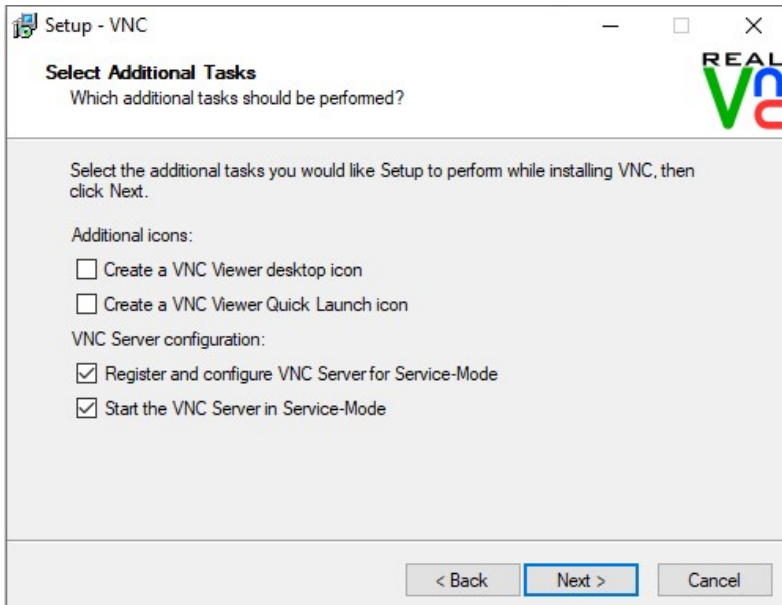 Setup - VNC
Select Additional Tasks
Which additional tasks should be performed?
REAL
Vnc
Select the additional tasks you would like Setup to perform while installing VNC, then
click Next.
Additional icons:
Create a VNC Viewer desktop icon
Create a VNC Viewer Quick Launch icon
VNC Server configuration:
Register and configure VNC Server for Service-Mode
Start the VNC Server in Service-Mode
< Back
Next >
Cancel